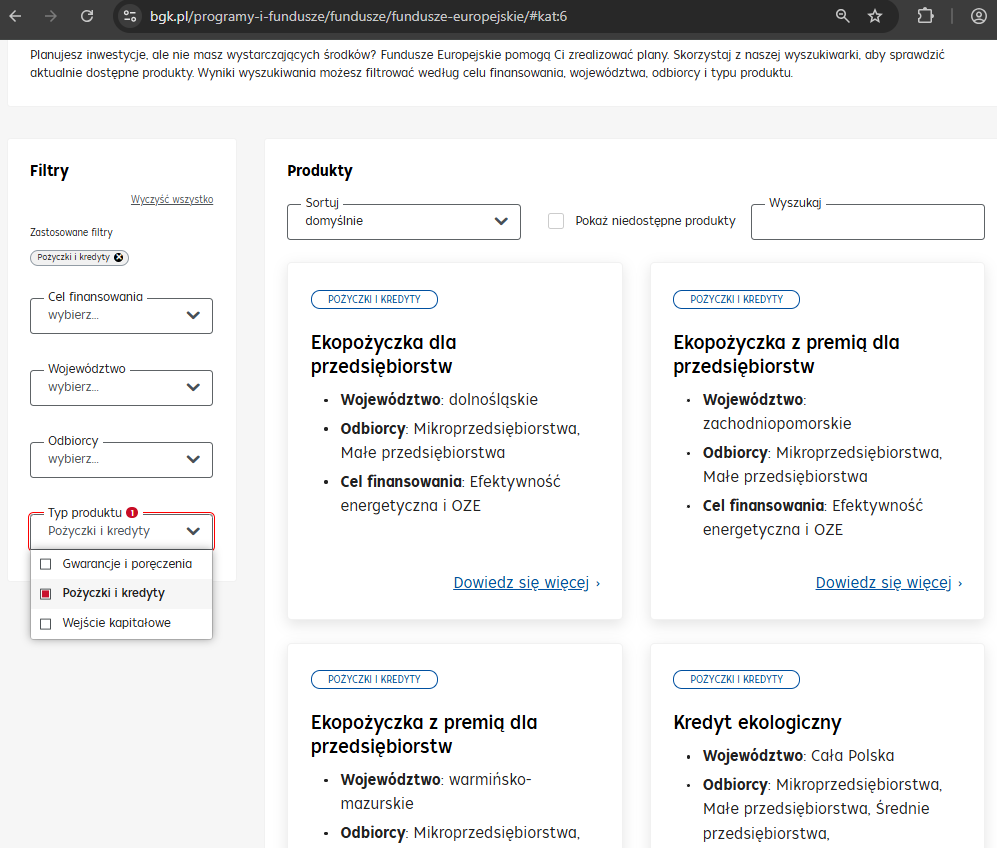 bgk.pl/programy-i-fundusze/fundusze/fundusze-europejskie/#kat:6
Planujesz inwestycje, ale nie masz wystarczających środków? Fundusze Europejskie pomogą Ci zrealizować plany. Skorzystaj z naszej wyszukiwarki, aby sprawdzić
aktualnie dostępne produkty. Wyniki wyszukiwania możesz filtrować według celu finansowania, województwa, odbiorcy i typu produktu.
Filtry
Wyczyść wszystko
Zastosowane filtry
Pożyczki i kredyty
Cel finansowania
wybierz...
Województwo
wybierz...
Odbiorcy
wybierz...
Typ produktu 1
Pożyczki i kredyty
Gwarancje i poręczenia
Pożyczki i kredyty
Wejście kapitałowe
Produkty
Sortuj
domyślnie
Pokaż niedostępne produkty
Wyszukaj
POŻYCZKI I KREDYTY
Ekopożyczka dla
przedsiębiorstw
• Województwo: dolnośląskie
• Odbiorcy: Mikroprzedsiębiorstwa,
Małe przedsiębiorstwa
• Cel finansowania: Efektywność
energetyczna i OZE
Dowiedz się więcej ›
POŻYCZKI I KREDYTY
Ekopożyczka z premią dla
przedsiębiorstw
• Województwo:
zachodniopomorskie
• Odbiorcy: Mikroprzedsiębiorstwa,
Małe przedsiębiorstwa
• Cel finansowania: Efektywność
energetyczna i OZE
Dowiedz się więcej ›
POŻYCZKI I KREDYTY
Ekopożyczka z premią dla
przedsiębiorstw
• Województwo: warmińsko-
mazurskie
• Odbiorcy: Mikroprzedsiębiorstwa,
POŻYCZKI I KREDYTY
Kredyt ekologiczny
• Województwo: Cała Polska
• Odbiorcy: Mikroprzedsiębiorstwa,
Małe przedsiębiorstwa, Średnie
przedsiębiorstwa,